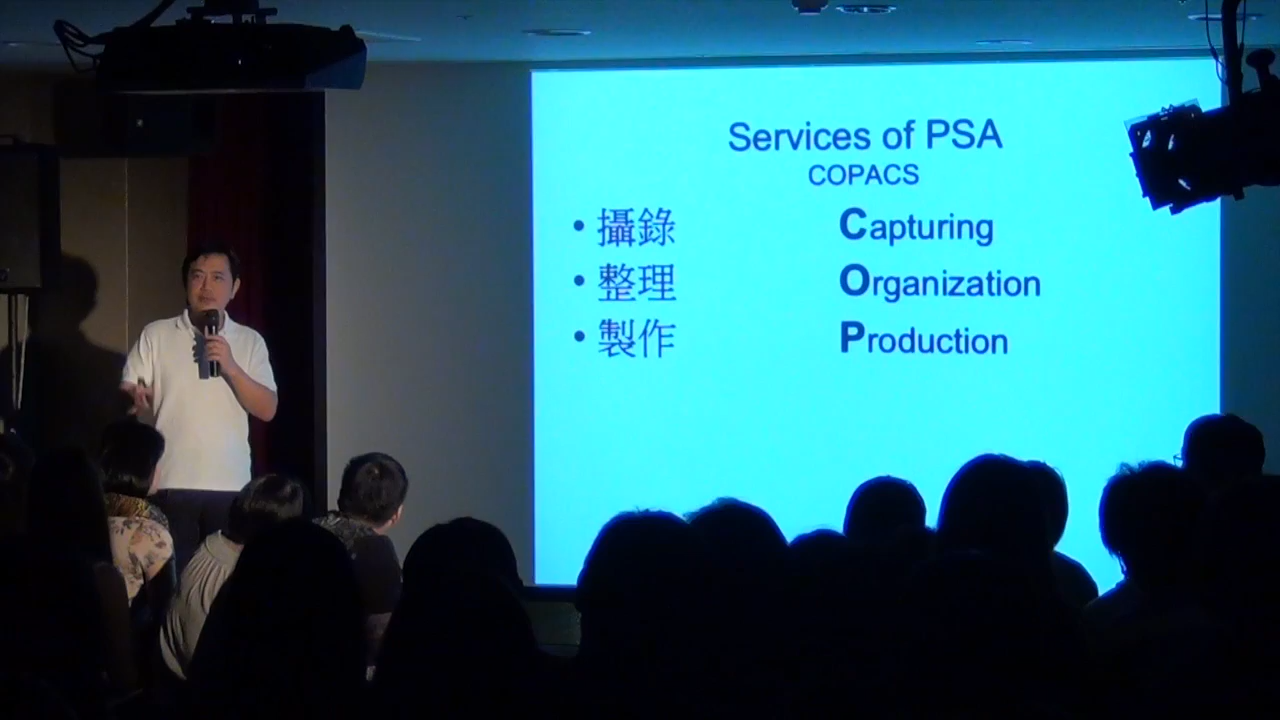 Services of PSA
COPACS
• 攝錄 Capturing
• 整理 Organization
• 製作 Production